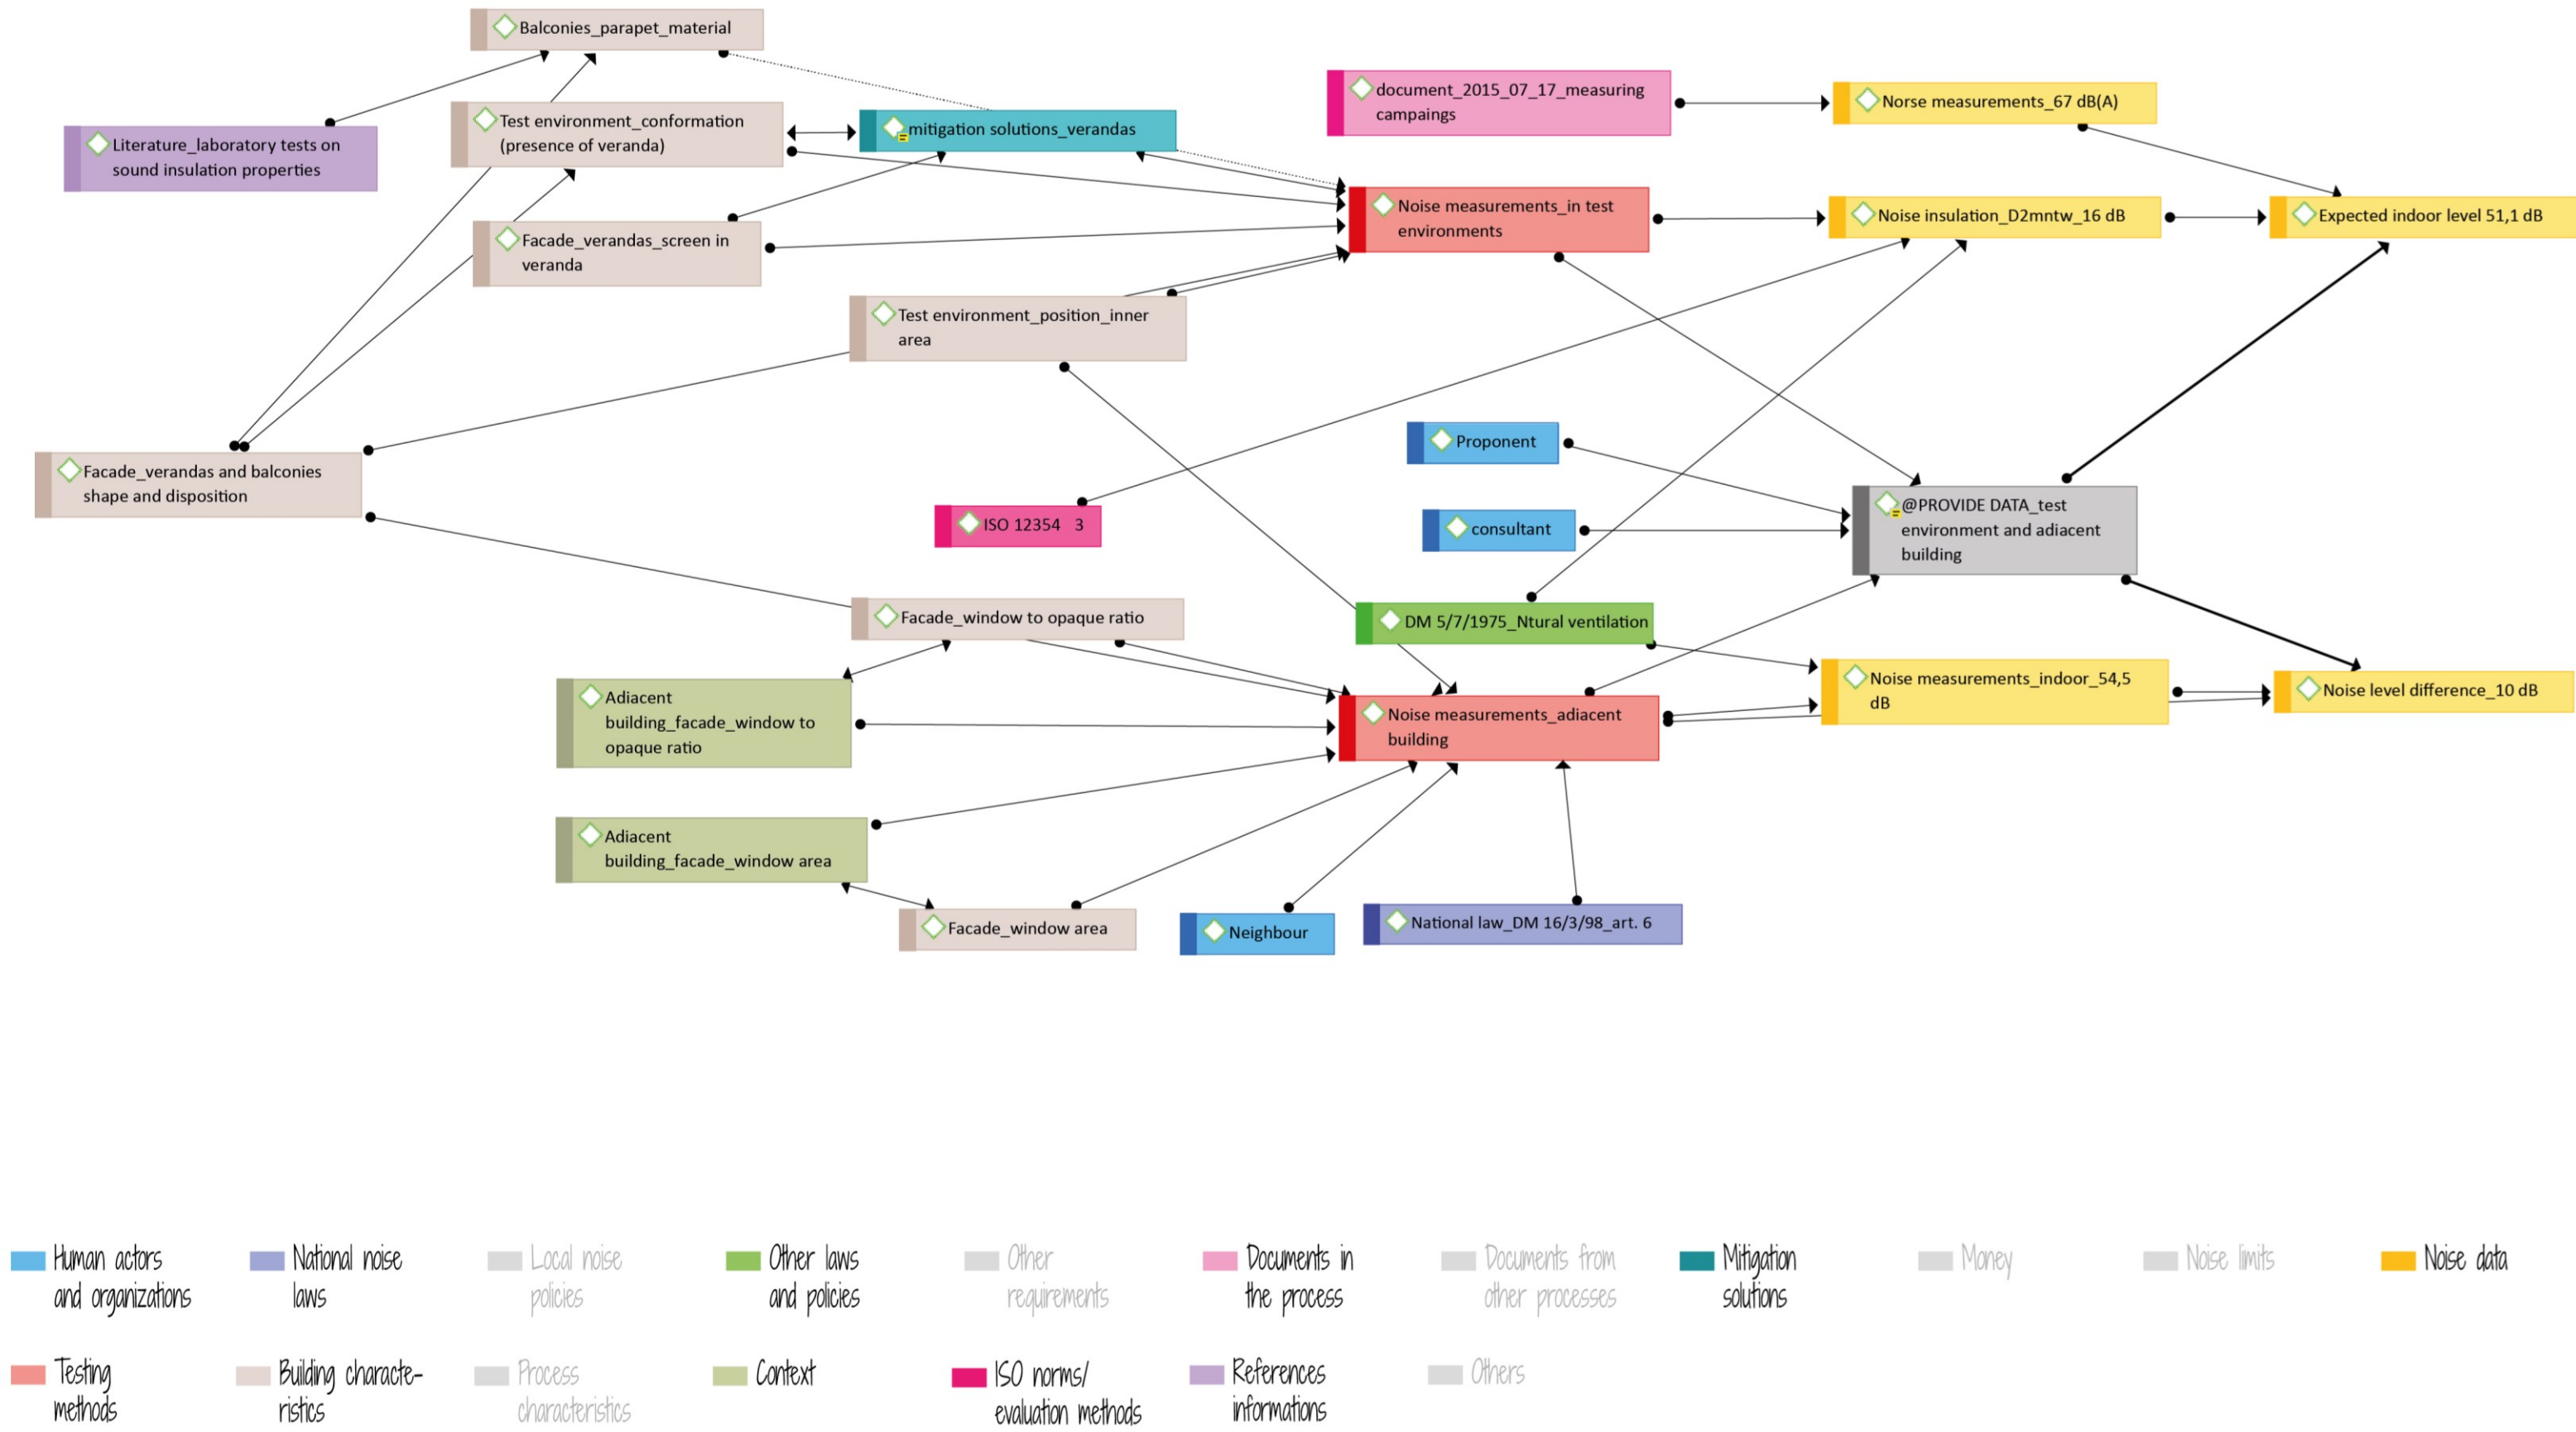 Balconies_parapet_material
document_2015_07_17_measuring
campaings
Norse measurements_67 dB(A)
Test environment_conformation
(presence of veranda)
mitigation solutions_verandas
Literature_laboratory tests on
sound insulation properties
Noise measurements_in test
environments
Noise insulation_D2mntw_16 dB
Expected indoor level 51,1 dB
Facade_verandas_screen in
veranda
Test environment_position_inner
area
Proponent
Facade_verandas and balconies
shape and disposition
ISO 12354 3
consultant
@PROVIDE DATA_test
environment and adiacent
building
Facade_window to opaque ratio
DM 5/7/1975_Ntural ventilation
Adiacent
building_facade_window to
opaque ratio
Noise measurements_adiacent
building
Noise measurements_indoor_54,5
dB
Noise level difference_10 dB
Adiacent
building_facade_window area
Facade_window area
Neighbour
National law_DM 16/3/98_art. 6
Human actors
and organizations
National noise
laws
Local noise
policies
Other laws
and policies
Other
requirements
Documents in
the process
Documents from
other processes
Mitigation
solutions
Money
Noise limits
Noise data
Testing
methods
Building characte-
ristics
Process
characteristics
Context
ISO norms/
evaluation methods
References
informations
Others